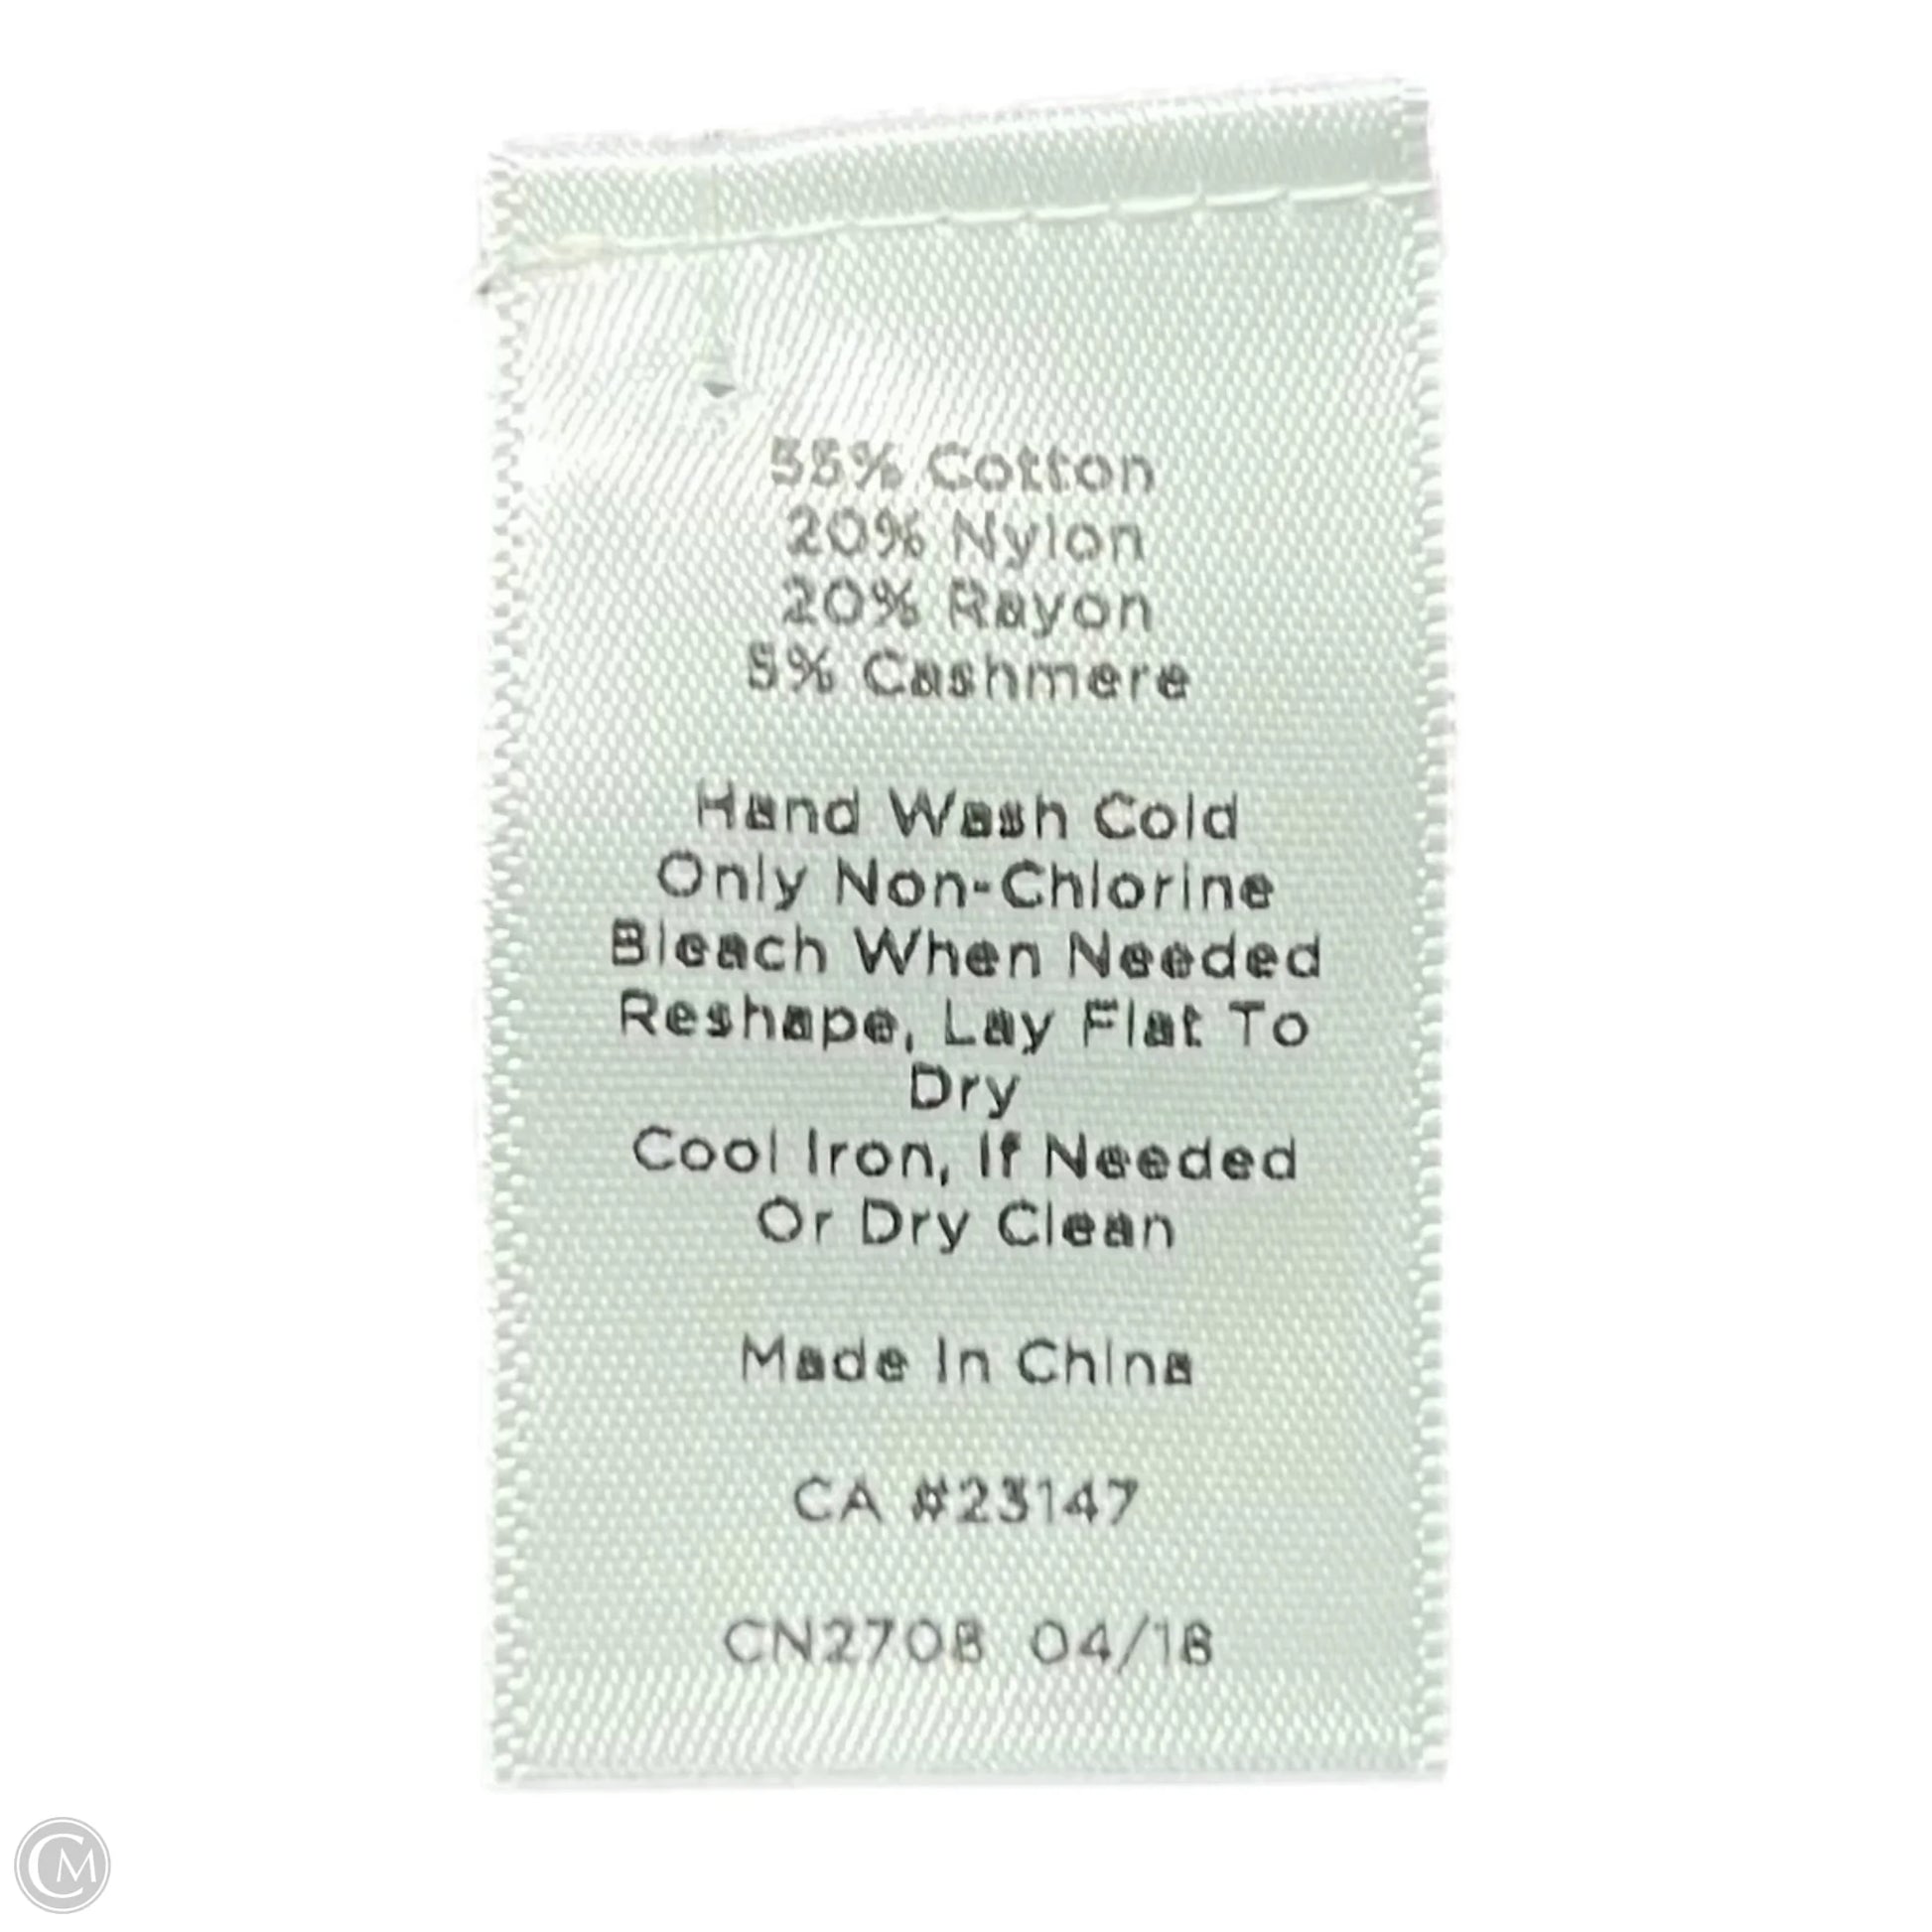 55% Cotton
20% Nylon
20% Rayon
5% Cashmere
Hand Wash Cold
Only Non-Chlorine
Bleach When Needed
Reshape, Lay Flat To
Dry
Cool Iron, If Needed
Or Dry Clean
Made In China
CA #23147
CN2708 04/18
CM